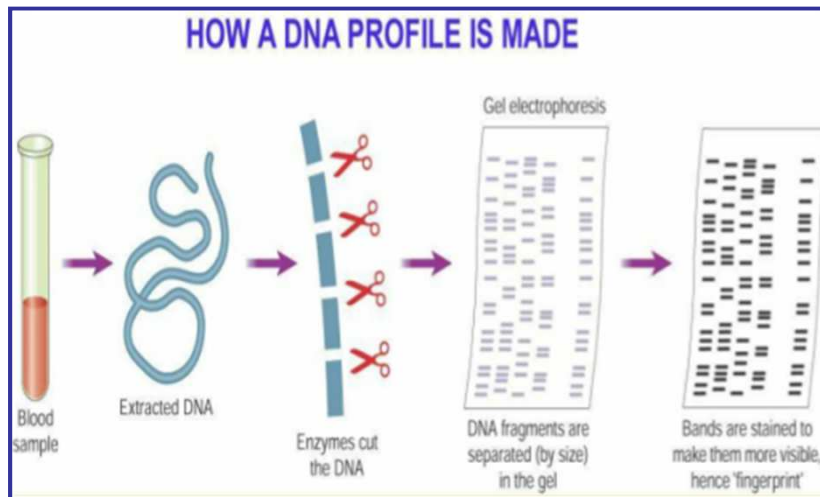 HOW A DNA PROFILE IS MADE
Gel electrophoresis
Blood
sample
Extracted DNA
Enzymes cut
the DNA
DNA fragments are
separated (by size)
in the gel
Bands are stained to
make them more visible,
hence 'fingerprint'